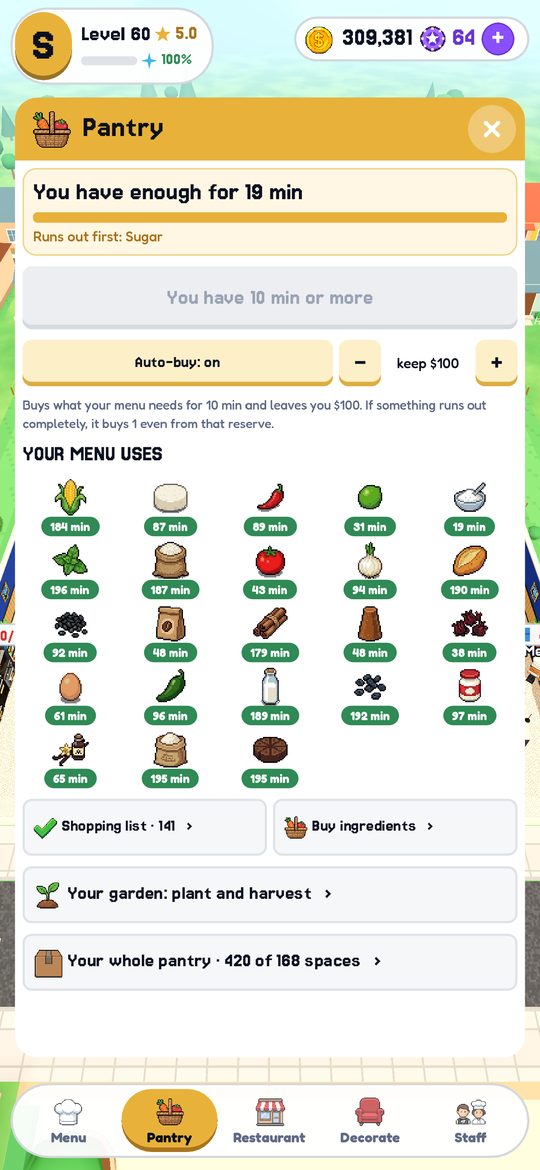 S
Level 60 5.0
100%
309,381 64 +
Pantry
You have enough for 19 min
Runs out first: Sugar
You have 10 min or more
Auto-buy: on
− keep $100 +
Buys what your menu needs for 10 min and leaves you $100. If something runs out
completely, it buys 1 even from that reserve.
YOUR MENU USES
184 min 87 min 89 min 31 min 19 min
196 min 187 min 43 min 94 min 190 min
92 min 48 min 179 min 48 min 38 min
61 min 96 min 189 min 192 min 97 min
65 min 195 min 195 min
Shopping list · 141 ›
Buy ingredients ›
Your garden: plant and harvest ›
Your whole pantry · 420 of 168 spaces ›
Menu Pantry Restaurant Decorate Staff